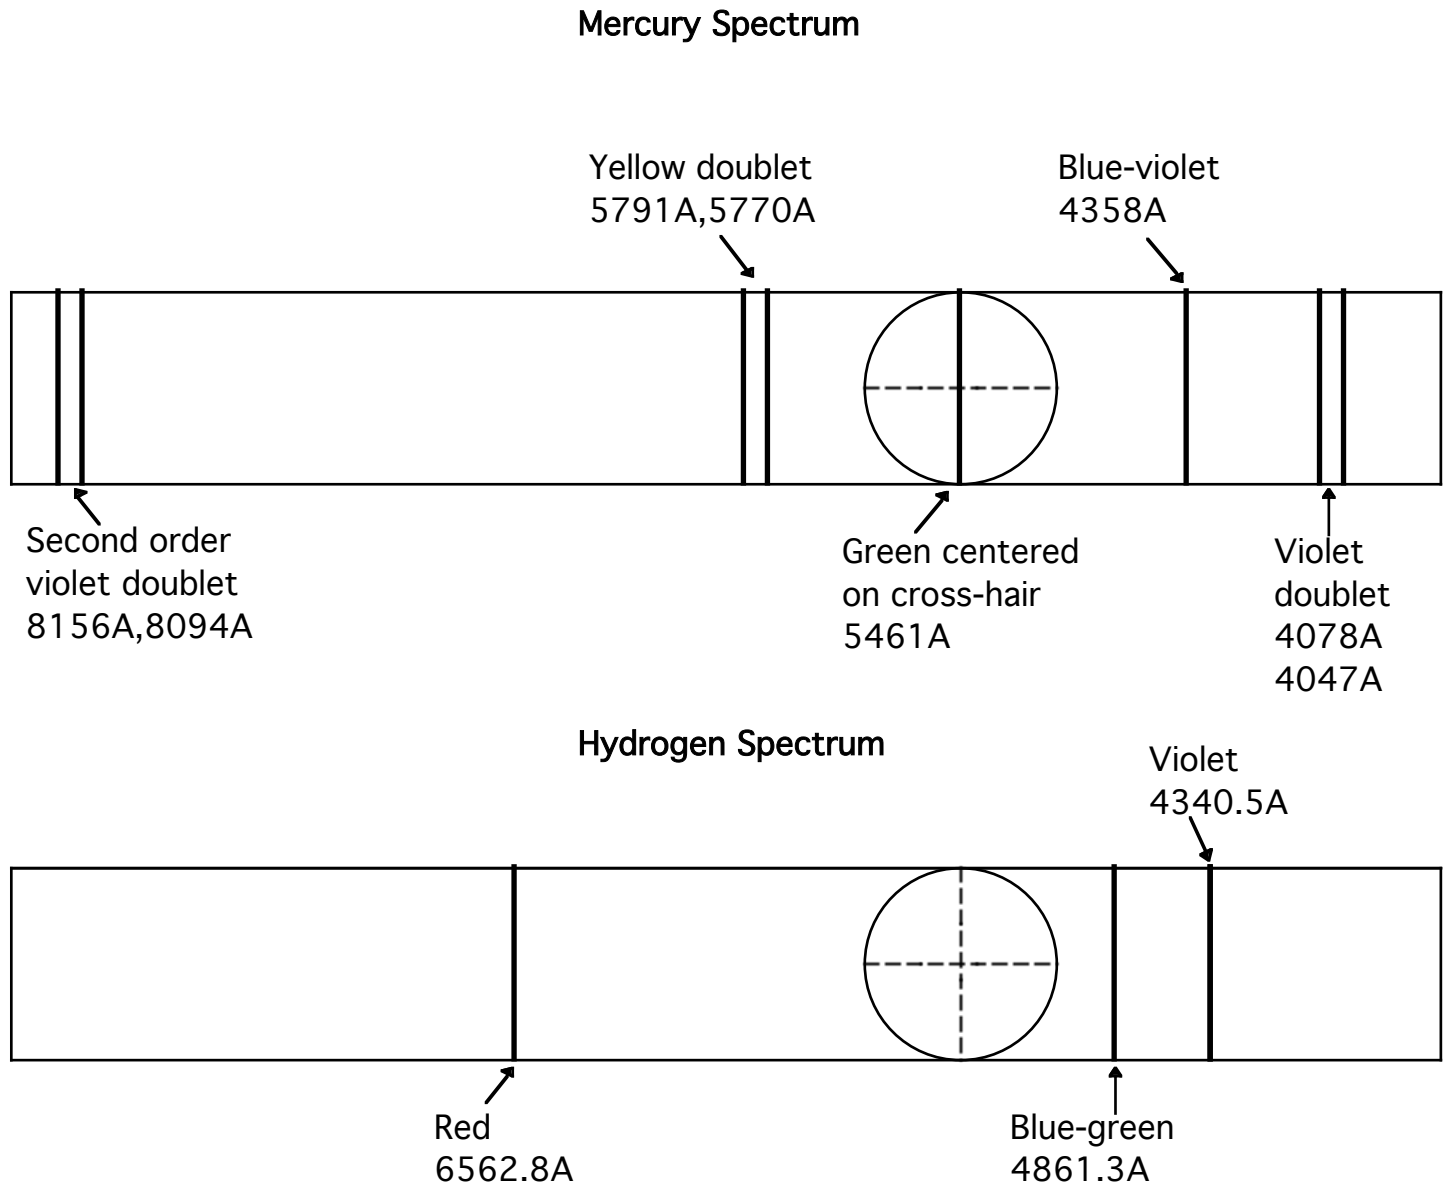 Mercury Spectrum
Yellow doublet
5791A,5770A
Blue-violet
4358A
Second order
violet doublet
8156A,8094A
Green centered
on cross-hair
5461A
Violet
doublet
4078A
4047A
Hydrogen Spectrum
Violet
4340.5A
Red
6562.8A
Blue-green
4861.3A